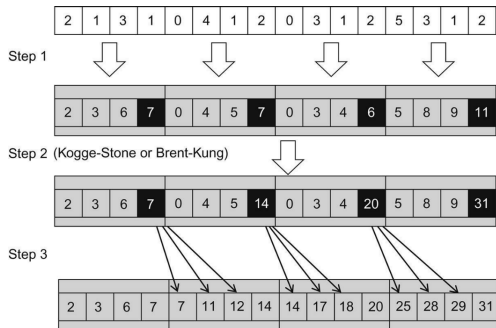 2 1 3 1 0 4 1 2 0 3 1 2 5 3 1 2
Step 1
2 3 6 7 0 4 5 7 0 3 4 6 5 8 9 11
Step 2 (Kogge-Stone or Brent-Kung)
2 3 6 7 0 4 5 14 0 3 4 20 5 8 9 31
Step 3
2 3 6 7 7 11 12 14 14 17 18 20 25 28 29 31